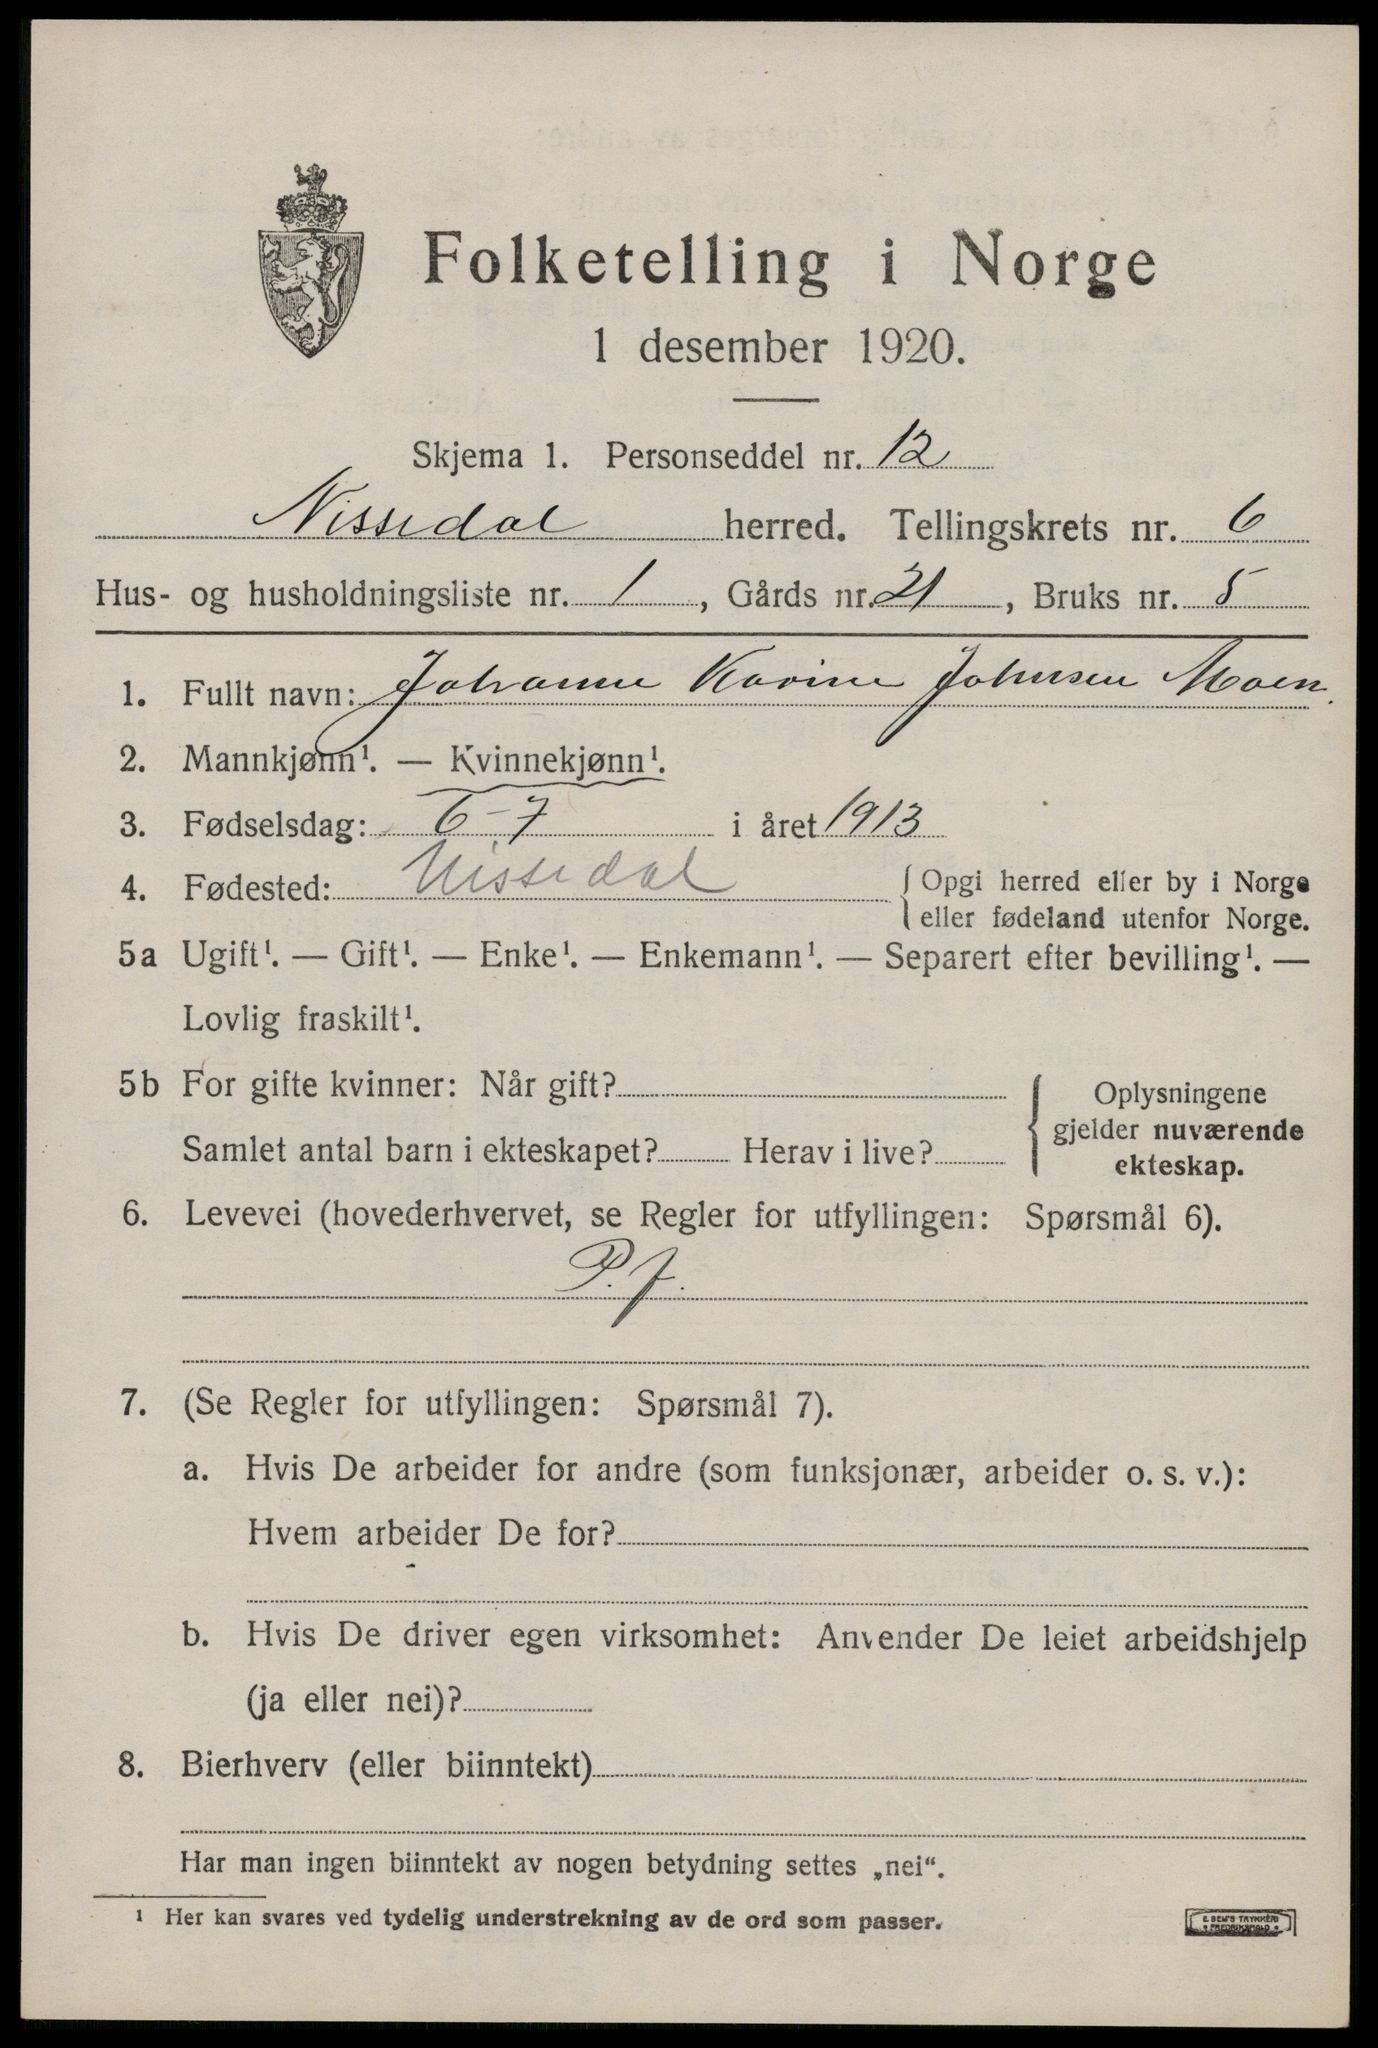 Folketelling i Norge
1 desember 1920.
Skjema 1. Personseddel nr. 12
Nissedal herred. Tellingskrets nr. 6
Hus- og husholdningsliste nr. 1, Gårds nr. 21, Bruks nr. 5
1. Fullt navn: Johanne Karine Johnsen Moen.
2. Mannkjønn¹. — Kvinnekjønn¹.
3. Fødselsdag: 6-7 i året 1913
4. Fødested: Nissedal { Opgi herred eller by i Norge
eller fødeland utenfor Norge.
5a Ugift¹. — Gift¹. — Enke¹. — Enkemann¹. — Separert efter bevilling¹. —
Lovlig fraskilt¹.
5b For gifte kvinner: Når gift?
Samlet antal barn i ekteskapet? Herav i live?
{ Oplysningene
gjelder nuværende
ekteskap.
6. Levevei (hovederhvervet, se Regler for utfyllingen: Spørsmål 6).
P. f.
7. (Se Regler for utfyllingen: Spørsmål 7).
a. Hvis De arbeider for andre (som funksjonær, arbeider o. s. v.):
Hvem arbeider De for?
b. Hvis De driver egen virksomhet: Anvender De leiet arbeidshjelp
(ja eller nei)?
8. Bierhverv (eller biinntekt)
Har man ingen biinntekt av nogen betydning settes „nei“.
¹ Her kan svares ved tydelig understrekning av de ord som passer.
E SEM'S TRYKKERI
• FREDRIKSHALD •